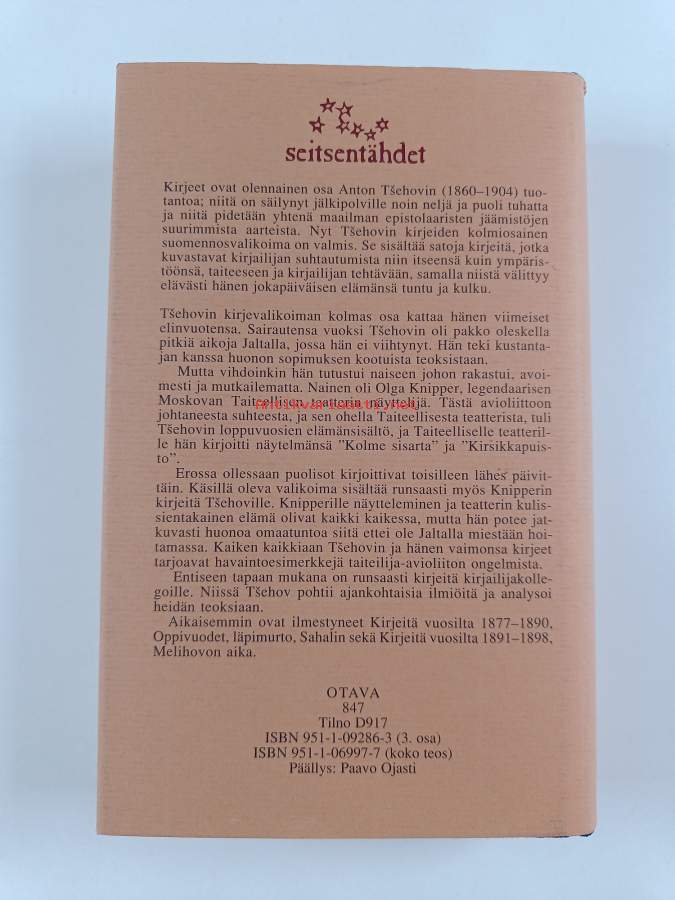 seitsentähdet
Kirjeet ovat olennainen osa Anton Tšehovin (1860–1904) tuo-
tantoa; niitä on säilynyt jälkipolville noin neljä ja puoli tuhatta
ja niitä pidetään yhtenä maailman epistolaaristen jäämistöjen
suurimmista aarteista. Nyt Tšehovin kirjeiden kolmiosainen
suomennosvalikoima on valmis. Se sisältää satoja kirjeitä, jotka
kuvastavat kirjailijan suhtautumista niin itseensä kuin ympäris-
töönsä, taiteeseen ja kirjailijan tehtävään, samalla niistä välittyy
elävästi hänen jokapäiväisen elämänsä tuntu ja kulku.
Tšehovin kirjevalikoiman kolmas osa kattaa hänen viimeiset
elinvuotensa. Sairautensa vuoksi Tšehovin oli pakko oleskella
pitkiä aikoja Jaltalla, jossa hän ei viihtynyt. Hän teki kustanta-
jan kanssa huonon sopimuksen kootuista teoksistaan.
Mutta vihdoinkin hän tutustui naiseen johon rakastui, avoi-
mesti ja mutkailematta. Nainen oli Olga Knipper, legendaarisen
Moskovan Taiteellisen teatterin näyttelijä. Tästä avioliittoon
antikvariaatti.net
johtaneesta suhteesta, ja sen ohella Taiteellisesta teatterista, tuli
Tšehovin loppuvuosien elämänsisältö, ja Taiteelliselle teatteril-
le hän kirjoitti näytelmänsä ”Kolme sisarta” ja ”Kirsikkapuis-
to”.
Erossa ollessaan puolisot kirjoittivat toisilleen lähes päivit-
täin. Käsillä oleva valikoima sisältää runsaasti myös Knipperin
kirjeitä Tšehoville. Knipperille näytteleminen ja teatterin kulis-
sientakainen elämä olivat kaikki kaikessa, mutta hän potee jat-
kuvasti huonoa omaatuntoa siitä ettei ole Jaltalla miestään hoi-
tamassa. Kaiken kaikkiaan Tšehovin ja hänen vaimonsa kirjeet
tarjoavat havaintoesimerkkejä taiteilija-avioliiton ongelmista.
Entiseen tapaan mukana on runsaasti kirjeitä kirjailijakolle-
goille. Niissä Tšehov pohtii ajankohtaisia ilmiöitä ja analysoi
heidän teoksiaan.
Aikaisemmin ovat ilmestyneet Kirjeitä vuosilta 1877–1890,
Oppivuodet, läpimurto, Sahalin sekä Kirjeitä vuosilta 1891–1898,
Melihovon aika.
OTAVA
847
Tilno D917
ISBN 951-1-09286-3 (3. osa)
ISBN 951-1-06997-7 (koko teos)
Päällys: Paavo Ojasti